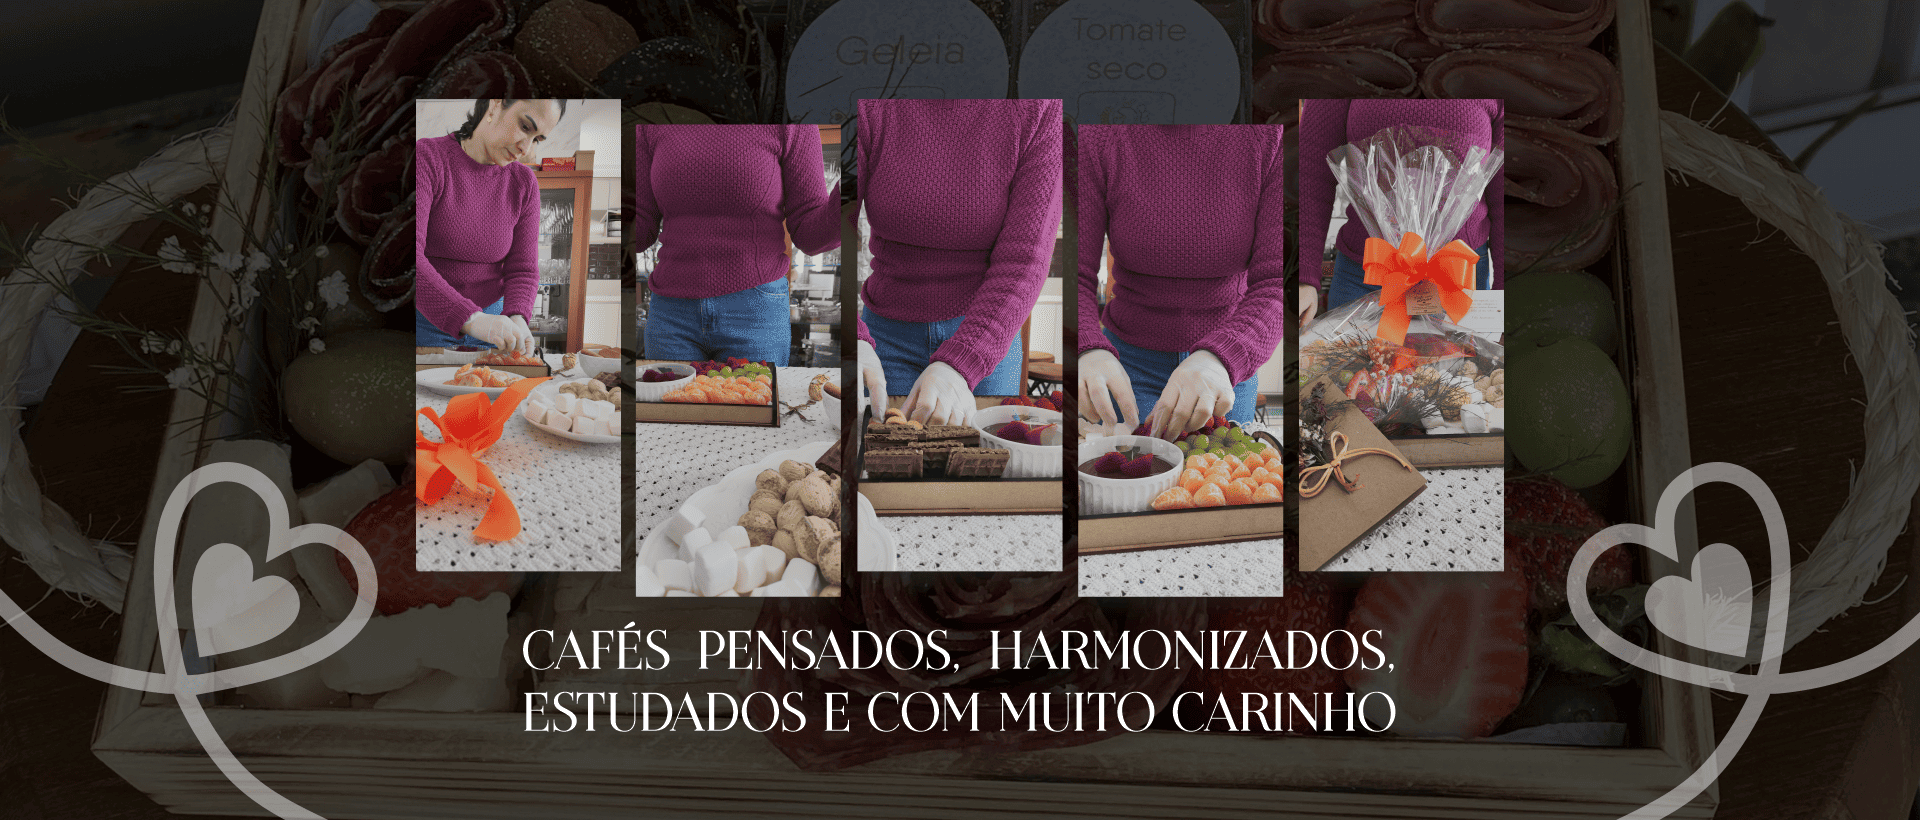 Geleia
Tomate
seco
CAFÉS PENSADOS, HARMONIZADOS,
ESTUDADOS E COM MUITO CARINHO